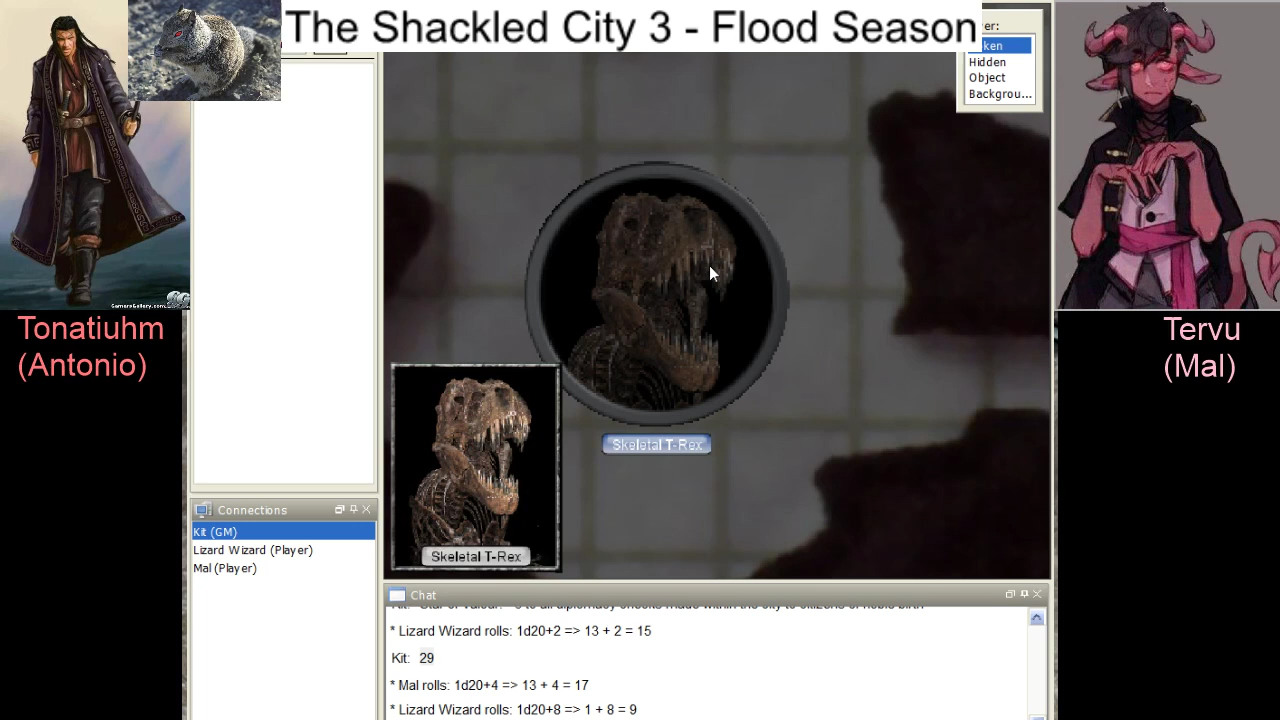 The Shackled City 3 - Flood Season
er:
ken
Hidden
Object
Backgrou...
Tonatiuhm
(Antonio)
Tervu
(Mal)
Skeletal T-Rex
Skeletal T-Rex
Connections
Kit (GM)
Lizard Wizard (Player)
Mal (Player)
Chat
* Lizard Wizard rolls: 1d20+2 => 13 + 2 = 15
Kit: 29
* Mal rolls: 1d20+4 => 13 + 4 = 17
* Lizard Wizard rolls: 1d20+8 => 1 + 8 = 9